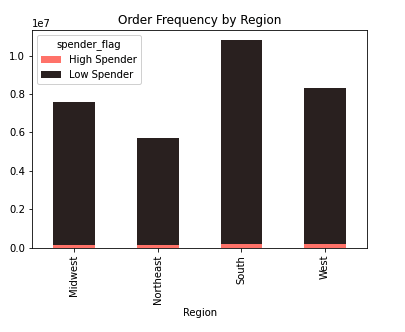 Order Frequency by Region
1e7
spender_flag
High Spender
Low Spender
1.0
0.8
0.6
0.4
0.2
0.0
Midwest
Northeast
South
West
Region